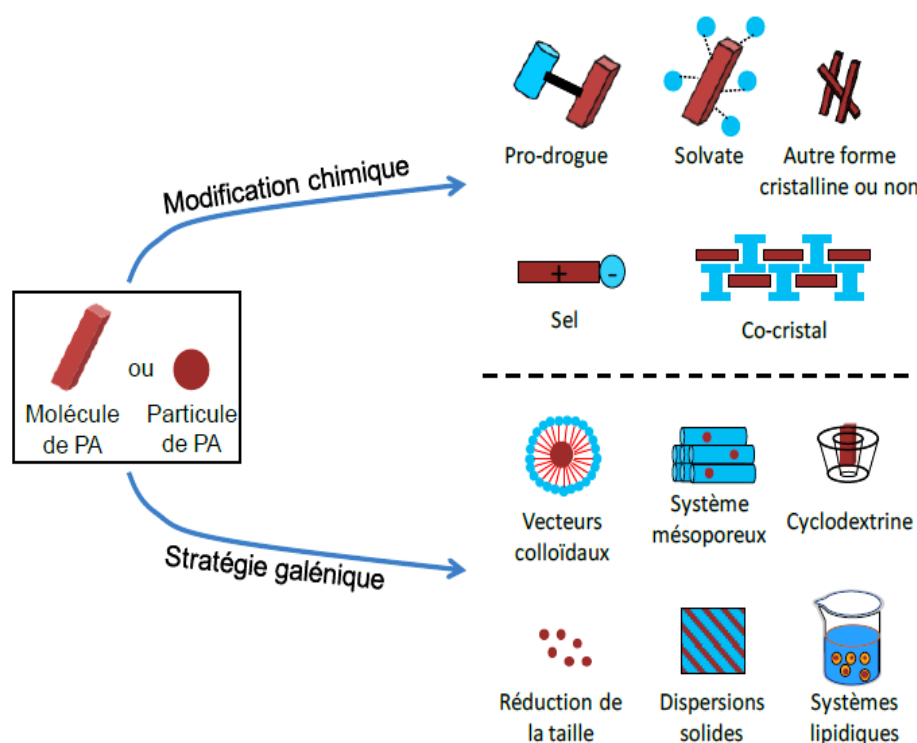 Modification chimique
Pro-drogue
Solvate
Autre forme
cristalline ou non
+
-
Sel
Co-cristal
ou
Molécule
de PA
Particule
de PA
Stratégie galénique
Vecteurs
colloïdaux
Système
mésoporeux
Cyclodextrine
Réduction de
la taille
Dispersions
solides
Systèmes
lipidiques